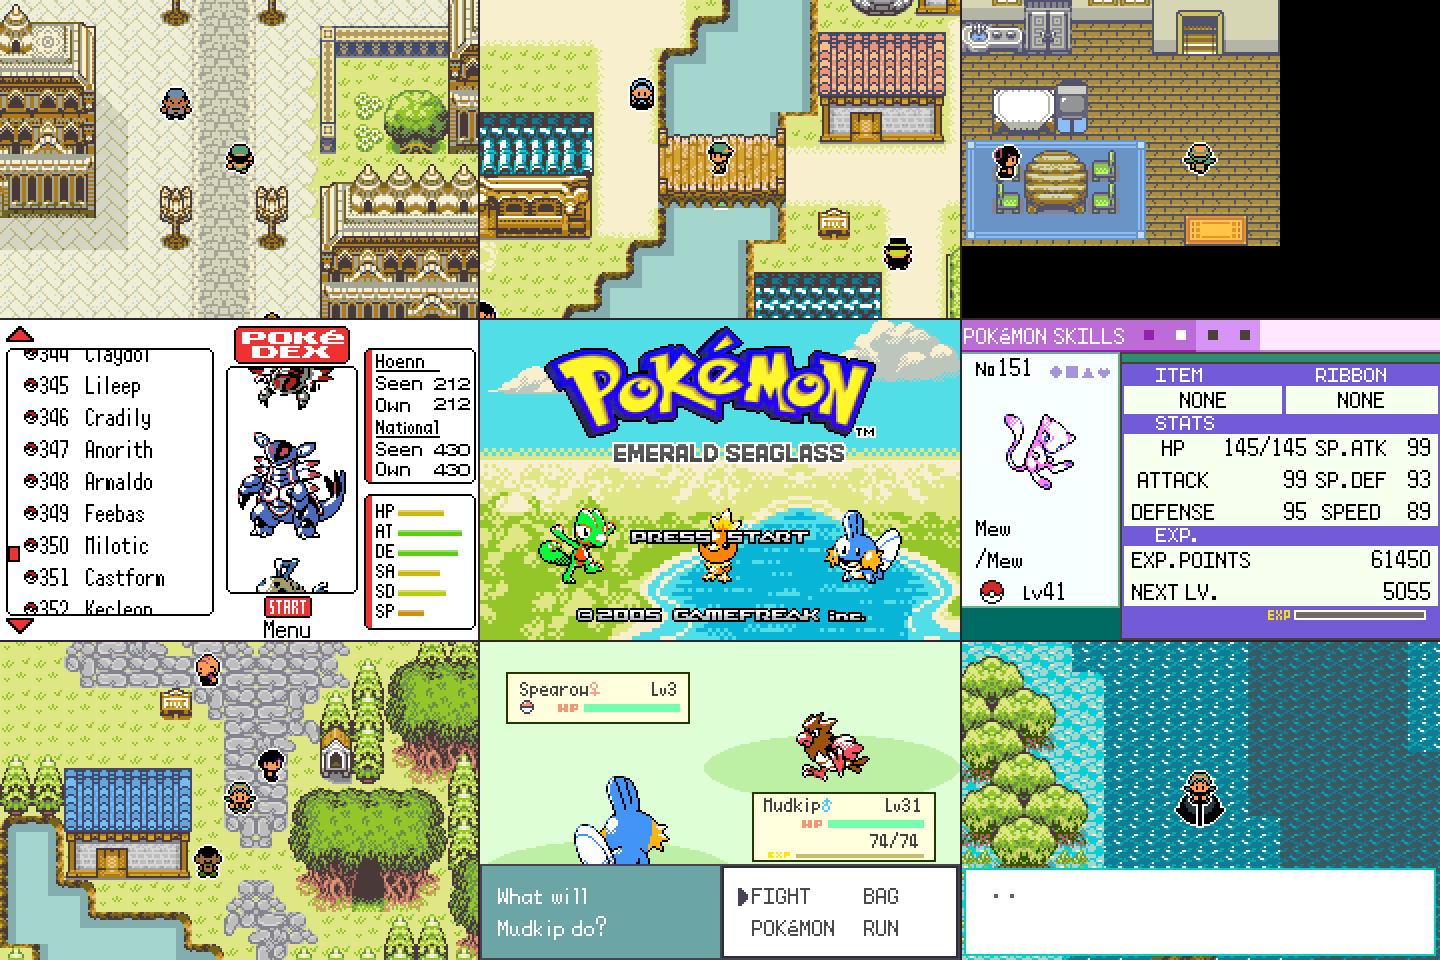 POKé
DEX
344 Claydol
345 Lileep
346 Cradily
347 Anorith
348 Armaldo
349 Feebas
350 Milotic
351 Castform
352 Kecleon
START
Menu
Hoenn
Seen 212
Own 212
National
Seen 430
Own 430
HP
AT
DE
SA
SD
SP
POKéMON
TM
EMERALD SEAGLASS
PRESS START
©2005 GAMEFREAK inc.
POKéMON SKILLS
No151
Mew
/Mew
Lv41
ITEM RIBBON
NONE NONE
STATS
HP 145/145 SP.ATK 99
ATTACK 99 SP.DEF 93
DEFENSE 95 SPEED 89
EXP.
EXP.POINTS 61450
NEXT LV. 5055
EXP
Spearow♀ Lv3
HP
Mudkip♂ Lv31
HP
74/74
EXP
What will
Mudkip do?
FIGHT BAG
POKéMON RUN
..